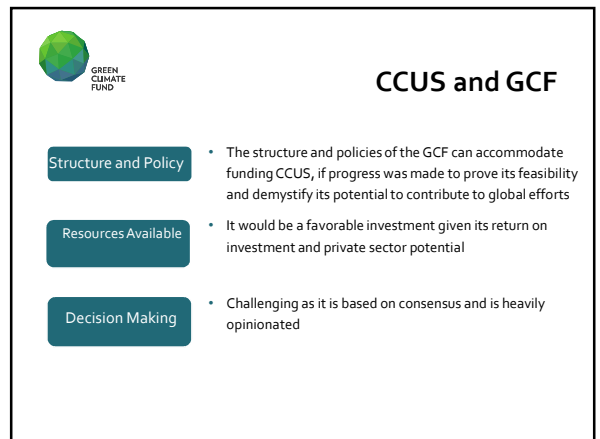 GREEN
CLIMATE
FUND
CCUS and GCF
Structure and Policy
• The structure and policies of the GCF can accommodate
funding CCUS, if progress was made to prove its feasibility
and demystify its potential to contribute to global efforts
Resources Available
• It would be a favorable investment given its return on
investment and private sector potential
Decision Making
• Challenging as it is based on consensus and is heavily
opinionated